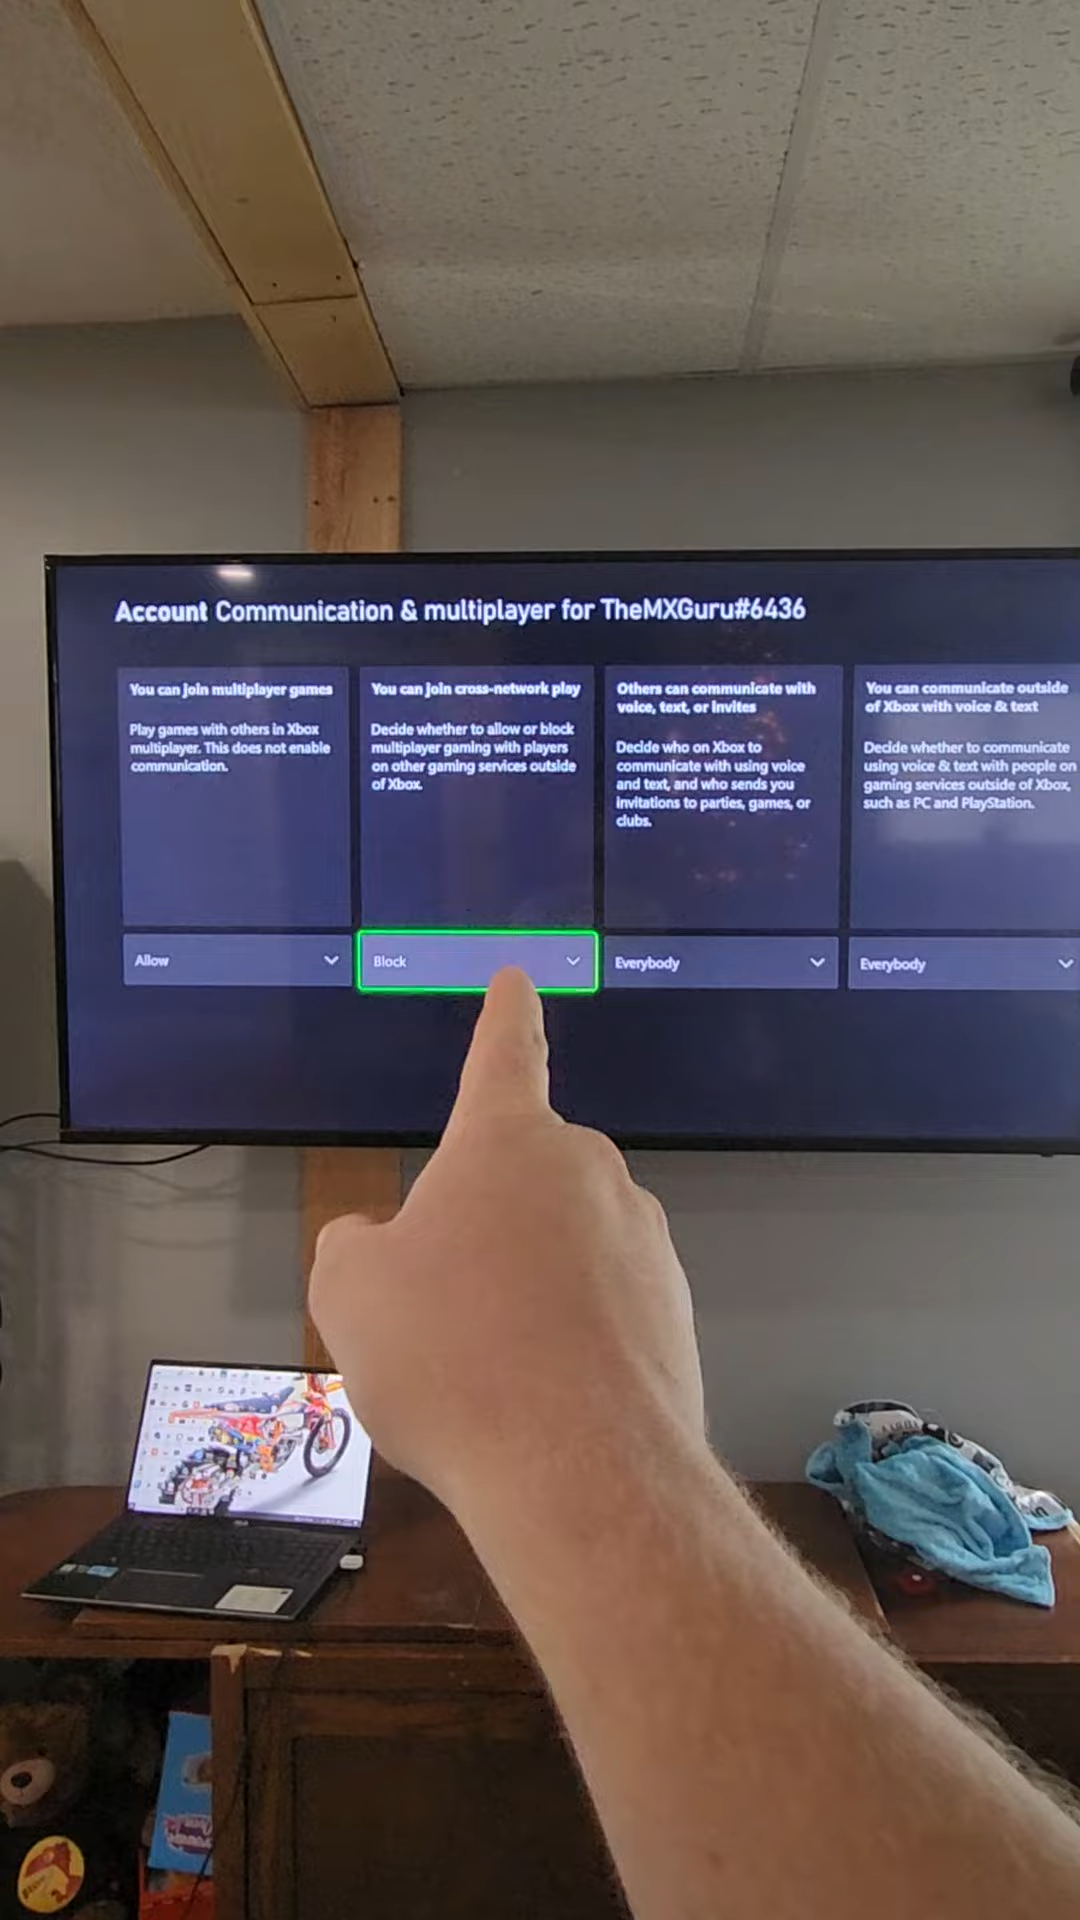 Account Communication & multiplayer for TheMXGuru#6436
You can join multiplayer games
Play games with others in Xbox
multiplayer. This does not enable
communication.
Allow
You can join cross-network play
Decide whether to allow or block
multiplayer gaming with players
on other gaming services outside
of Xbox.
Block
Others can communicate with
voice, text, or invites
Decide who on Xbox to
communicate with using voice
and text, and who sends you
invitations to parties, games, or
clubs.
Everybody
You can communicate outside
of Xbox with voice & text
Decide whether to communicate
using voice & text with people on
gaming services outside of Xbox,
such as PC and PlayStation.
Everybody